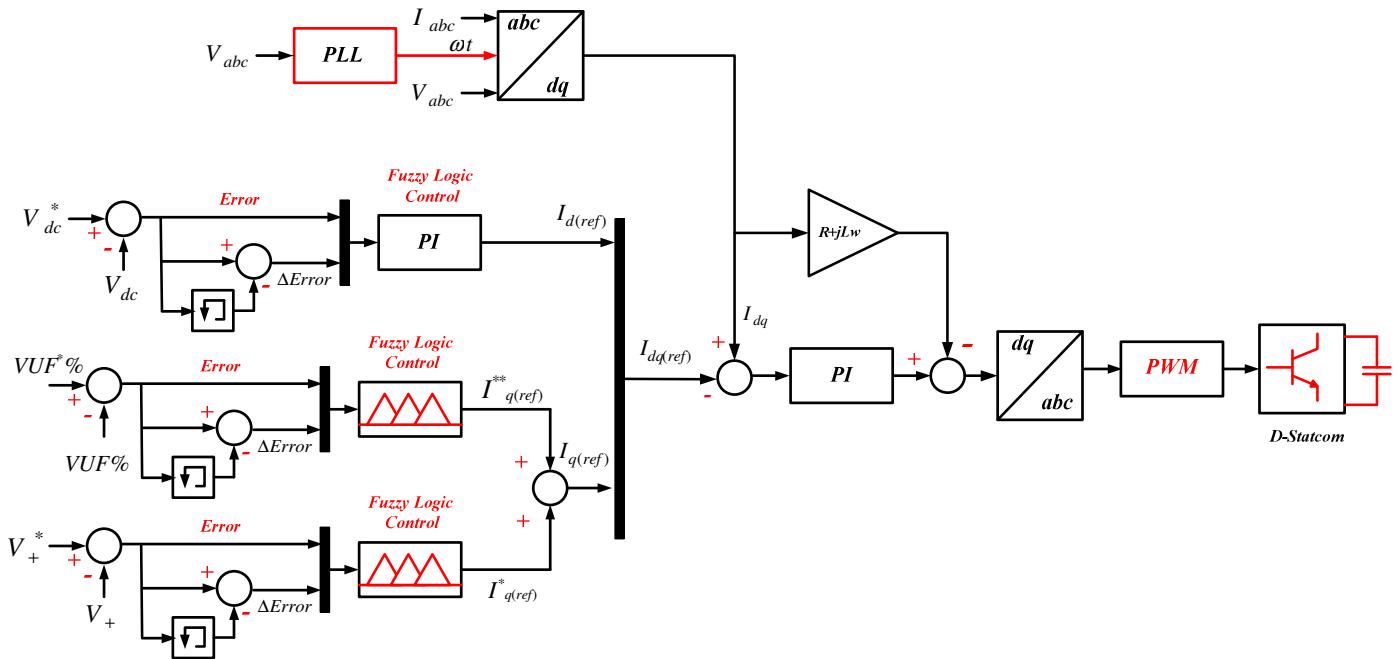 I abc
V abc
PLL
ωt
abc
dq
V abc
Fuzzy Logic
Control
V dc *
+
-
V dc
Error
+
-
ΔError
PI
I d(ref)
R+jLw
VUF*%
+
-
VUF%
Error
+
-
ΔError
Fuzzy Logic
Control
I** q(ref)
+
I q(ref)
+
I dq(ref)
I dq
+
-
PI
+
-
dq
abc
PWM
D-Statcom
V + *
+
-
V +
Error
+
-
ΔError
Fuzzy Logic
Control
I* q(ref)